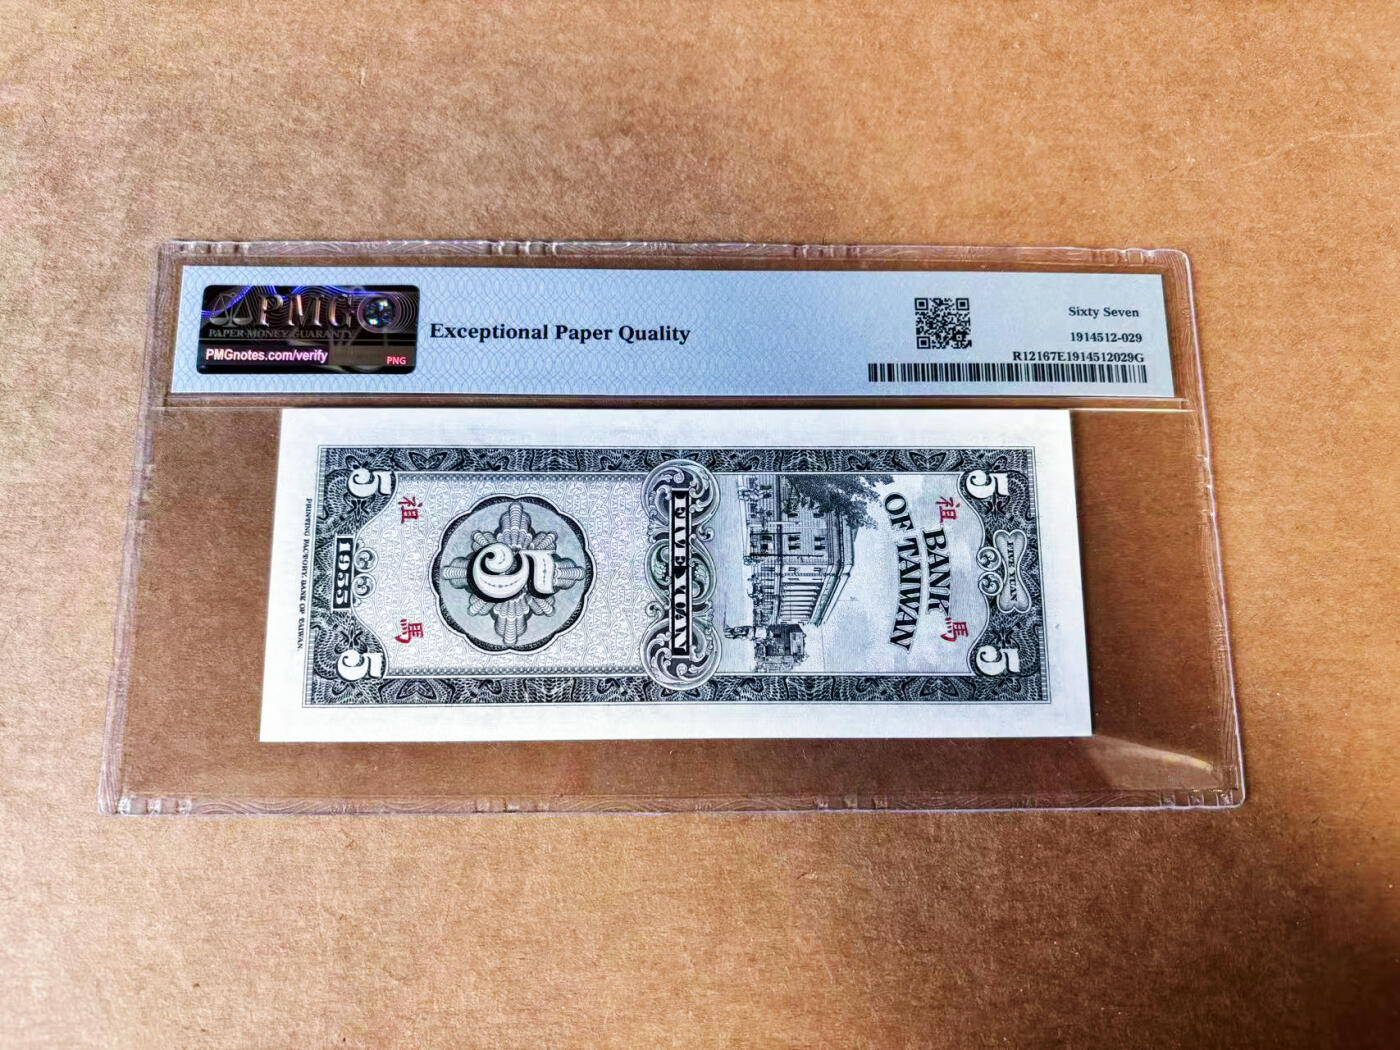 PMG
PAPER MONEY GUARANTY
PMGnotes.com/verify
PNG
Exceptional Paper Quality
Sixty Seven
1914512-029
R12167E1914512029G
5
5
FIVE YUAN
BANK
OF TAIWAN
祖
馬
FIVE YUAN
5
祖
馬
5
5
1955
PRINTING FACTORY, BANK OF TAIWAN.